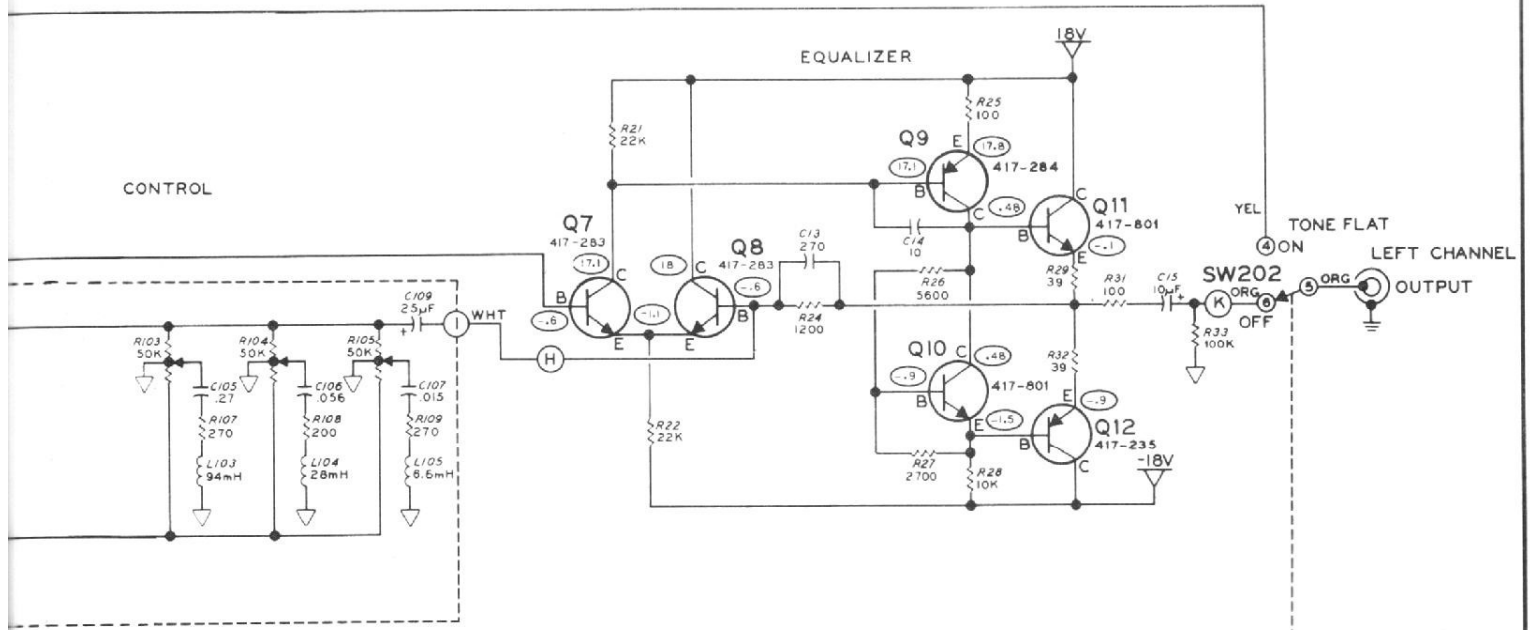 EQUALIZER
18V
CONTROL
R21
22K
R25
100
Q9
E
17.8
17.1
417-284
B
C
.48
C
Q11
417-801
B
E
-.1
YEL
4
ON
TONE FLAT
LEFT CHANNEL
OUTPUT
SW202
K
ORG
6
5
ORG
OFF
Q7
417-283
17.1
C
B
-.6
E
-1.1
18
C
Q8
417-283
-.6
B
E
C13
270
R24
1200
C14
10
R26
5600
R29
39
R31
100
C15
10µF
+
R33
100K
C109
25µF
+
I
WHT
H
R103
50K
R104
50K
R105
50K
C105
.27
C106
.056
C107
.015
R107
270
R108
200
R109
270
L103
94mH
L104
28mH
L105
6.6mH
R22
22K
Q10
C
.48
-.9
417-801
B
E
-1.5
R32
39
E
-.9
Q12
417-235
B
C
R27
2700
R28
10K
-18V